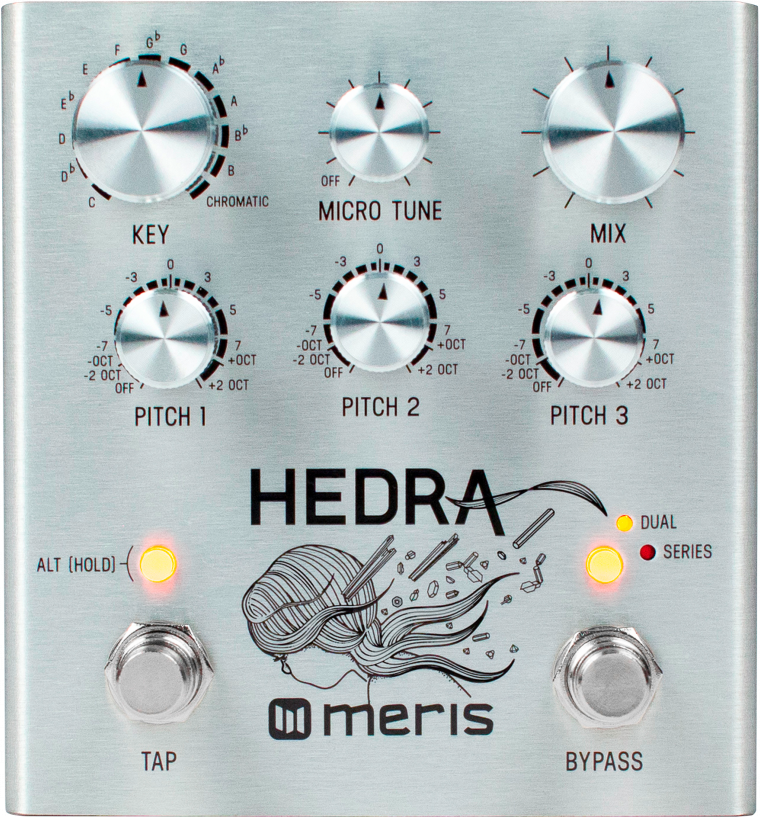 G♭
F
G
E
A♭
E♭
A
D
B♭
D♭
B
C
CHROMATIC
KEY
OFF
MICRO TUNE
MIX
0
-3
3
-5
5
-7
7
-OCT
+OCT
-2 OCT
+2 OCT
OFF
PITCH 1
0
-3
3
-5
5
-7
7
-OCT
+OCT
-2 OCT
+2 OCT
OFF
PITCH 2
0
-3
3
-5
5
-7
7
-OCT
+OCT
-2 OCT
+2 OCT
OFF
PITCH 3
HEDRA
DUAL
SERIES
ALT (HOLD)
meris
TAP
BYPASS